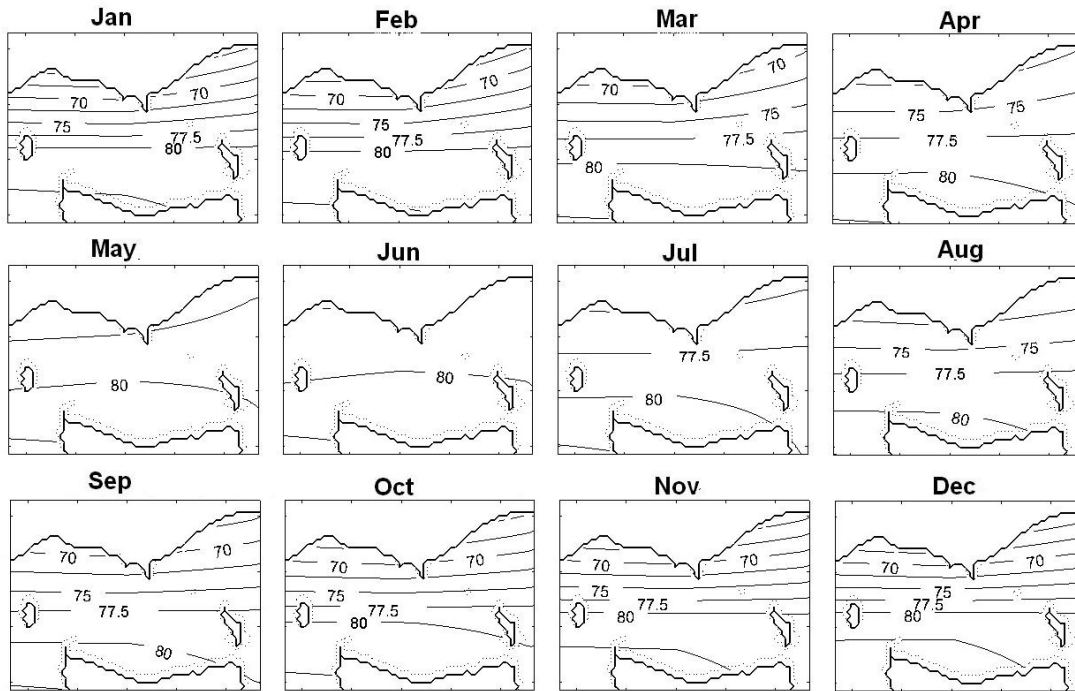 Jan Feb Mar Apr
70 70 70 70 70 70
75 77.5 75 77.5 75 77.5 75 75 77.5
80 80 80 80
May Jun Jul Aug
77.5 75 75 77.5
80 80 80 80
Sep Oct Nov Dec
70 70 70 70 70 70 70 70
75 75 75 75
77.5 77.5 77.5 77.5
80 80 80 80